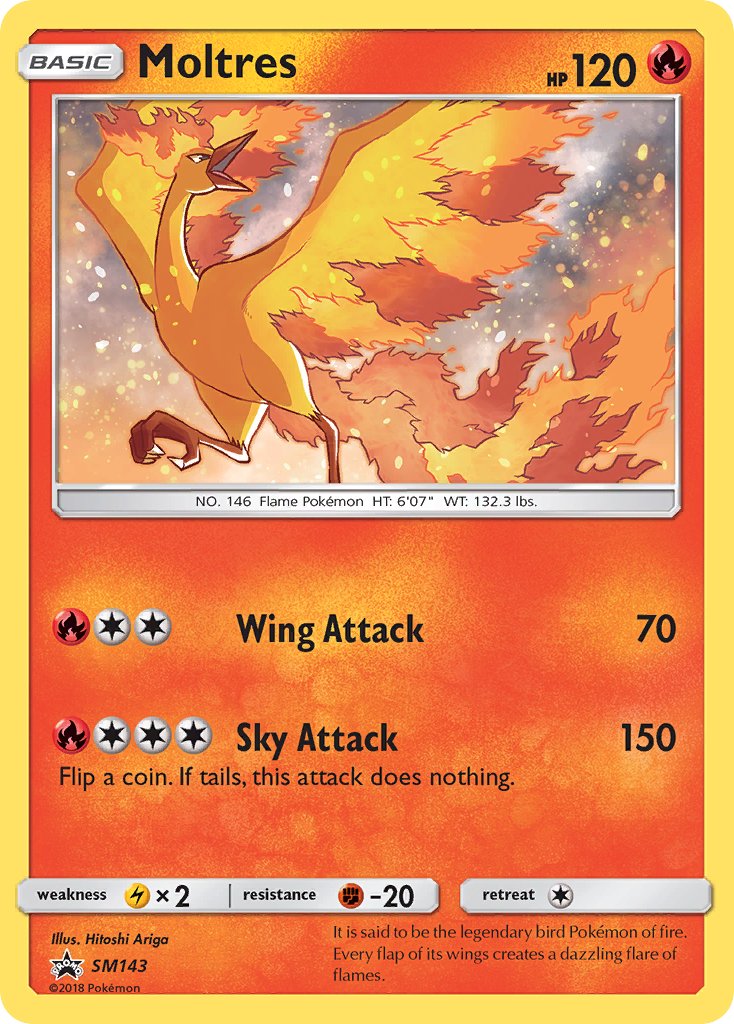 BASIC Moltres HP 120
NO. 146 Flame Pokémon HT: 6'07" WT: 132.3 lbs.
Wing Attack 70
Sky Attack 150
Flip a coin. If tails, this attack does nothing.
weakness × 2 resistance -20 retreat
Illus. Hitoshi Ariga
PROMO SM143
©2018 Pokémon
It is said to be the legendary bird Pokémon of fire.
Every flap of its wings creates a dazzling flare of
flames.